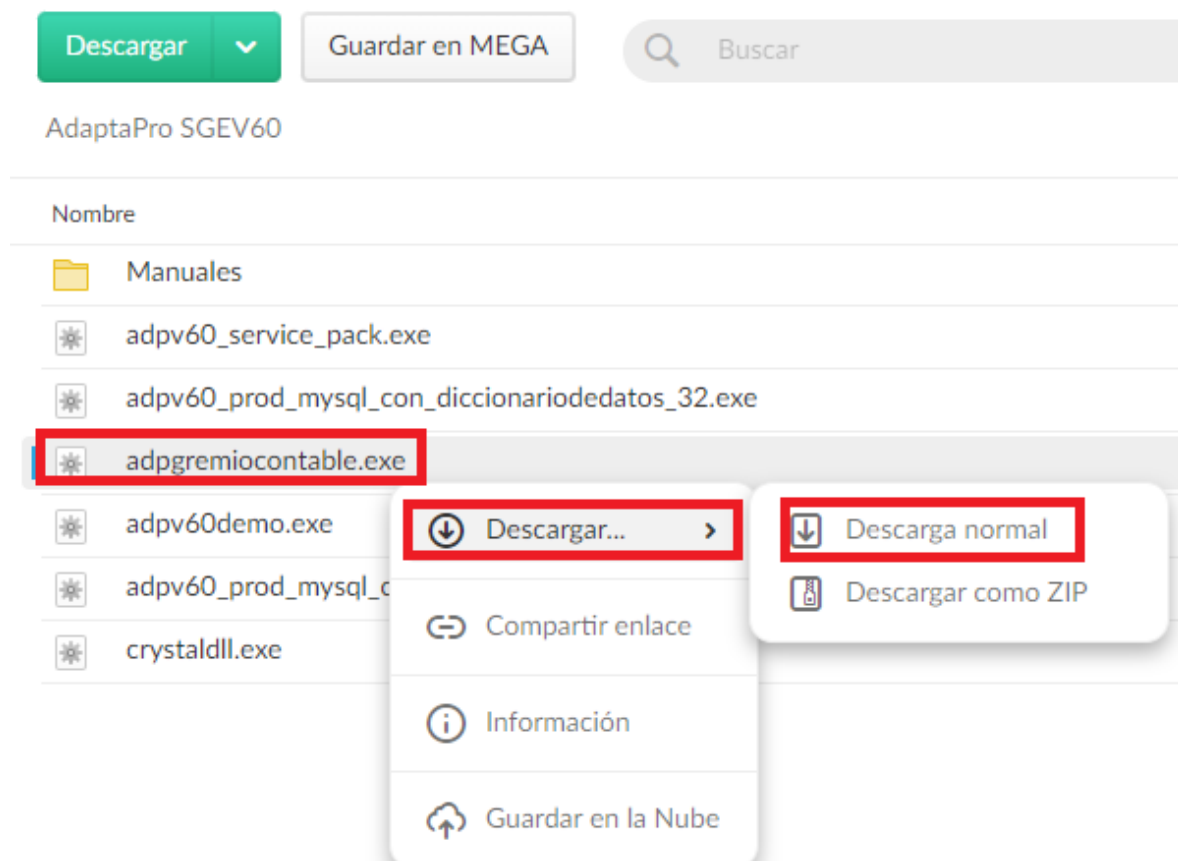 Descargar
Guardar en MEGA
Buscar
AdaptaPro SGEV60
Nombre
Manuales
adpv60_service_pack.exe
adpv60_prod_mysql_con_diccionariodedatos_32.exe
adpgremiocontable.exe
adpv60demo.exe
Descargar...
Descarga normal
adpv60_prod_mysql_c
Descargar como ZIP
Compartir enlace
crystaldll.exe
Información
Guardar en la Nube